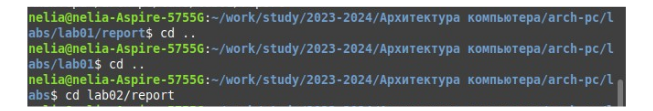 nelia@nelia-Aspire-5755G:~/work/study/2023-2024/Архитектура компьютера/arch-pc/l
abs/lab01/report$ cd ..
nelia@nelia-Aspire-5755G:~/work/study/2023-2024/Архитектура компьютера/arch-pc/l
abs/lab01$ cd ..
nelia@nelia-Aspire-5755G:~/work/study/2023-2024/Архитектура компьютера/arch-pc/l
abs$ cd lab02/report